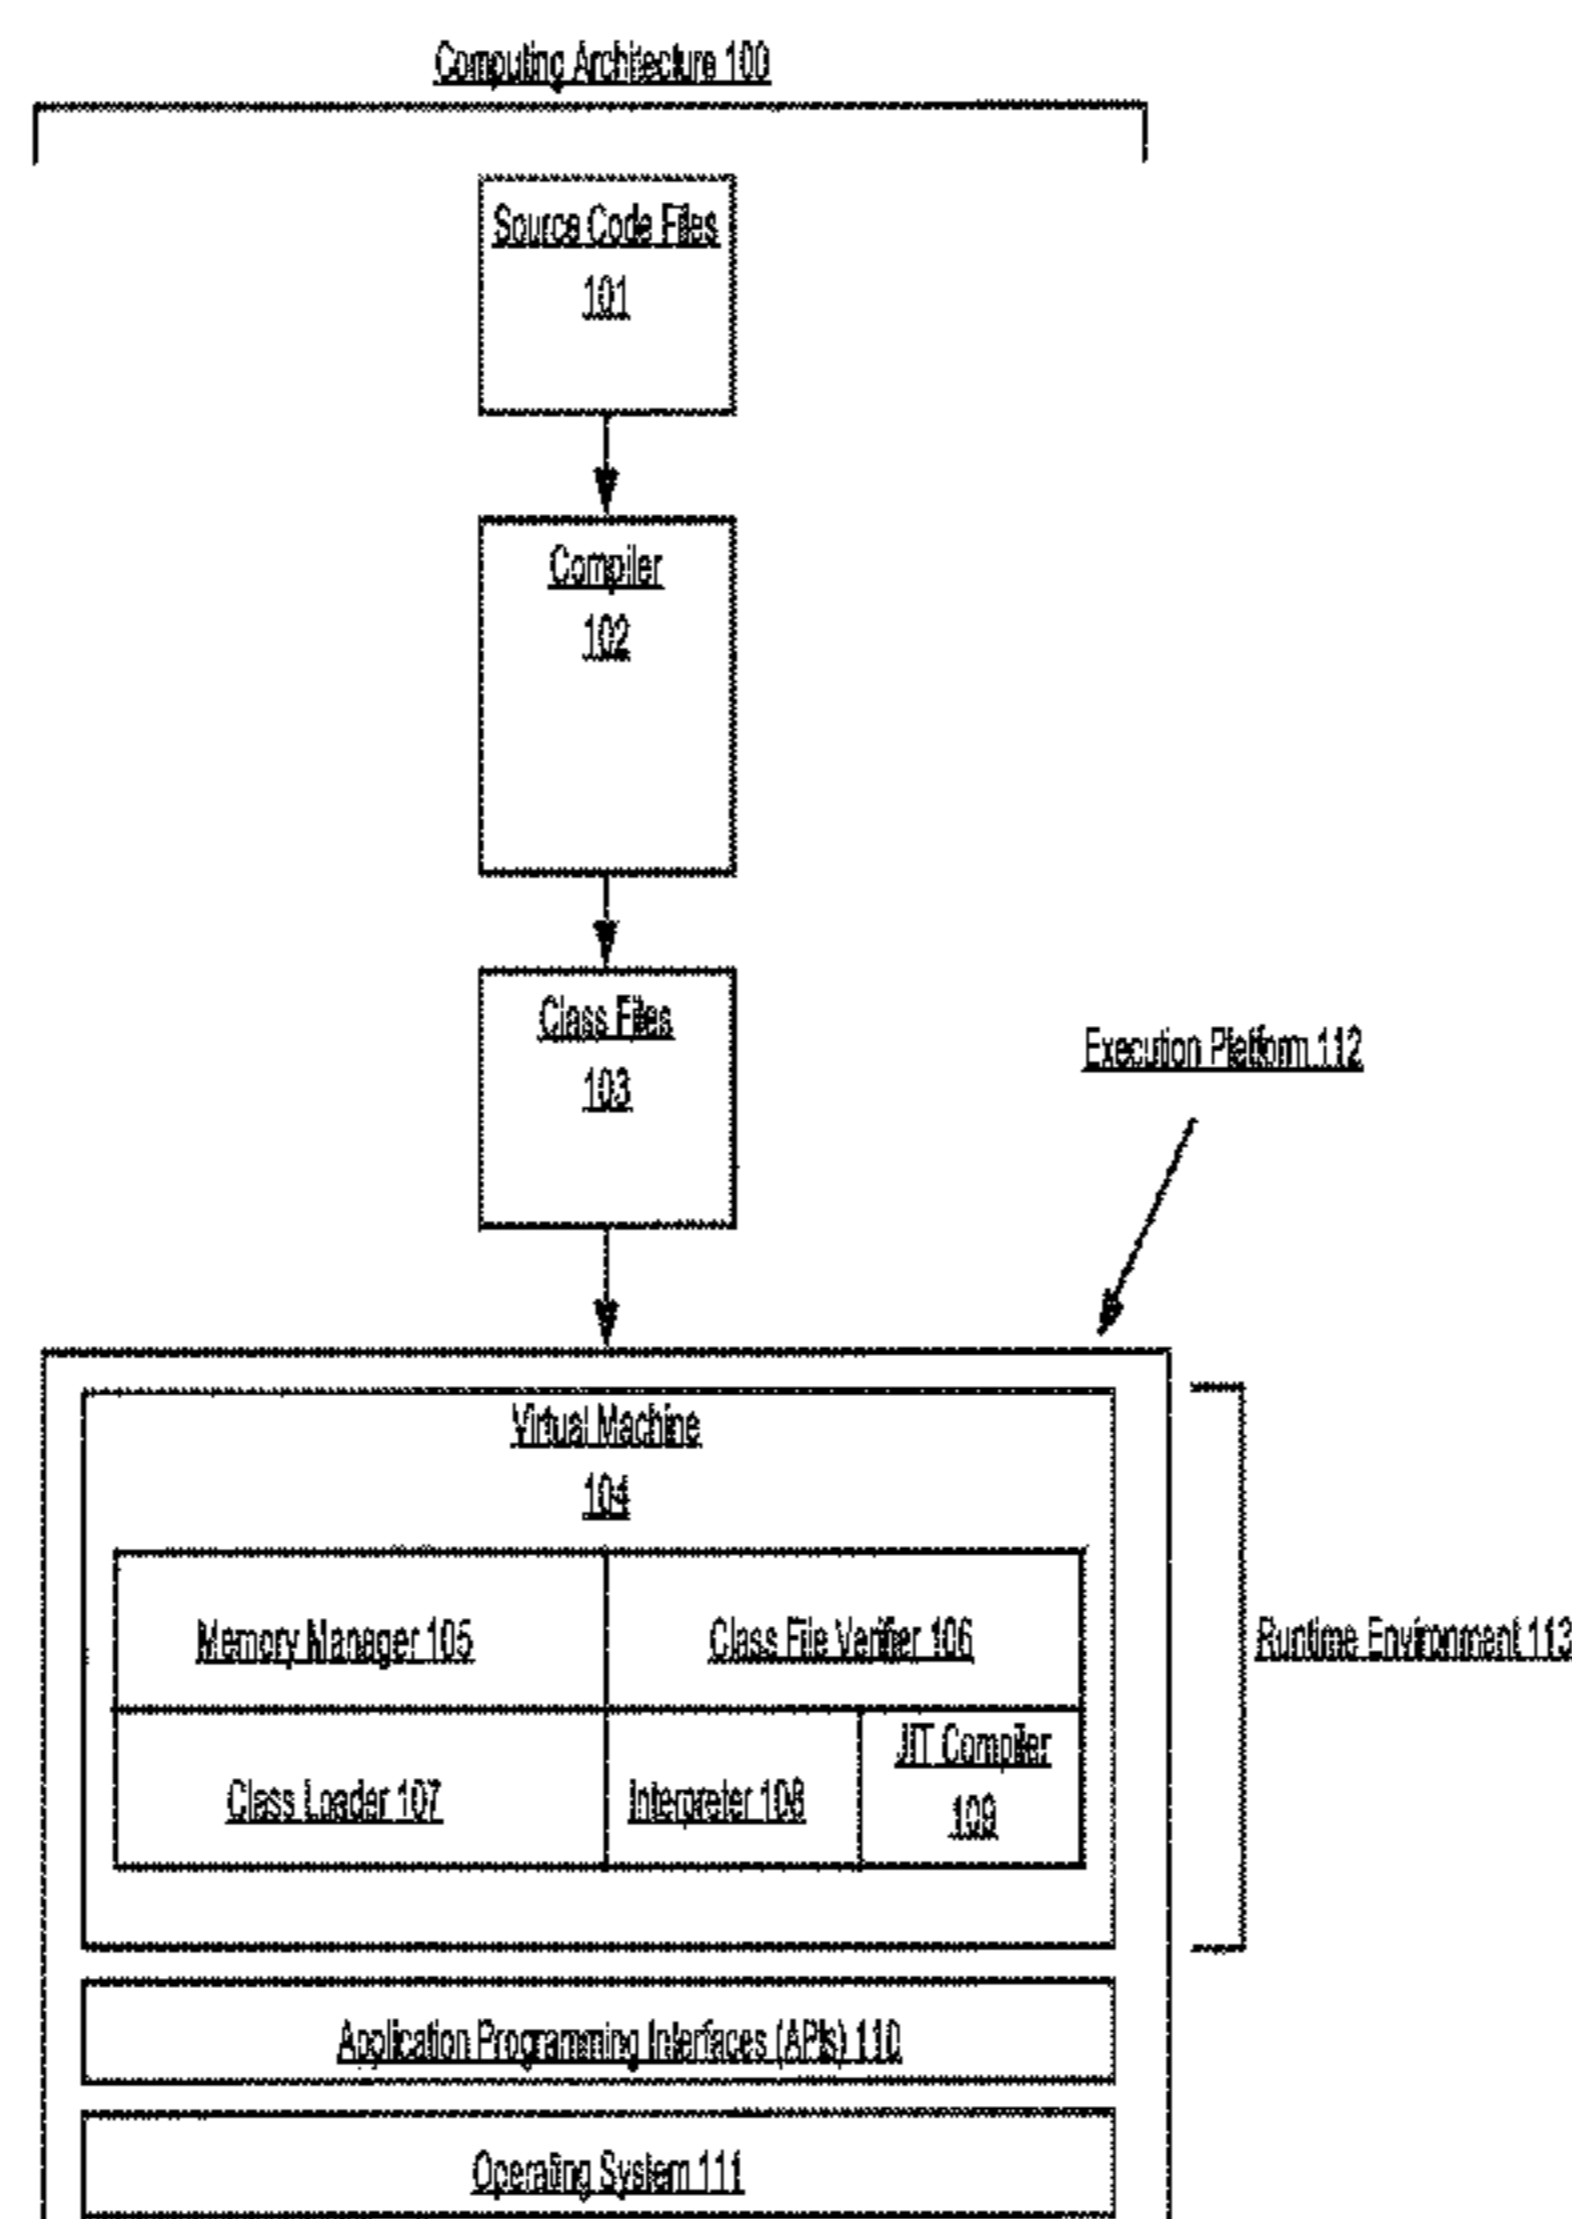 Computing Architecture 100
Source Code Files
101
Compiler
102
Class Files
103
Execution Platform 112
Virtual Machine
104
Memory Manager 105
Class File Verifier 106
Runtime Environment 113
Class Loader 107
Interpreter 108
JIT Compiler
109
Application Programming Interfaces (APIs) 110
Operating System 111